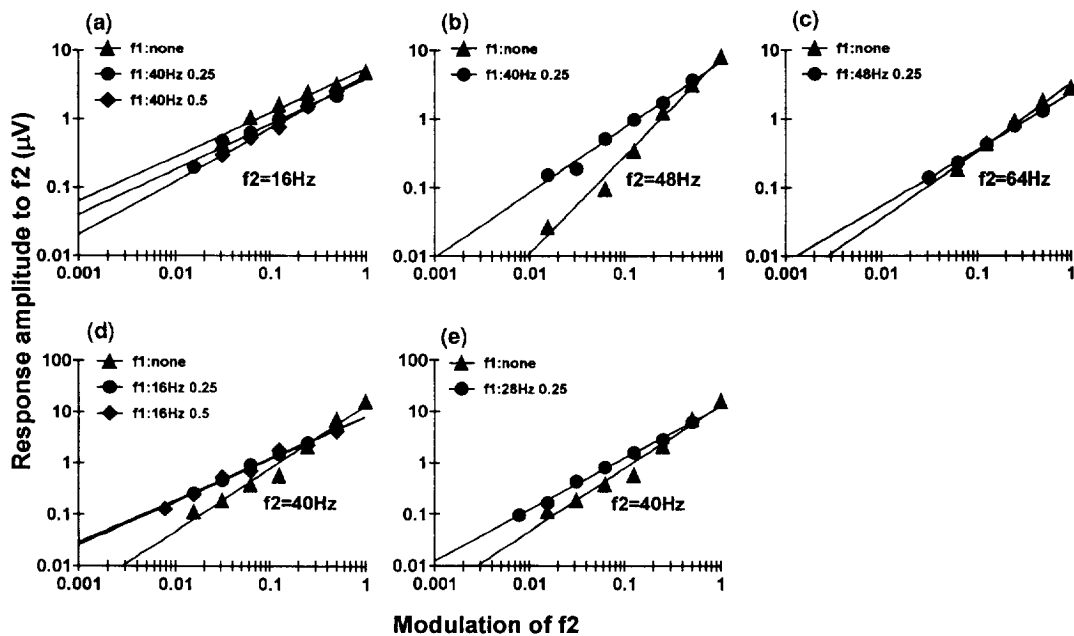 (a)
f1:none
f1:40Hz 0.25
f1:40Hz 0.5
10
1
0.1
0.01
f2=16Hz
0.001
0.01
0.1
1
(b)
f1:none
f1:40Hz 0.25
10
1
0.1
0.01
f2=48Hz
0.001
0.01
0.1
1
(c)
f1:none
f1:48Hz 0.25
10
1
0.1
0.01
f2=64Hz
0.001
0.01
0.1
1
Response amplitude to f2 (μV)
(d)
f1:none
f1:16Hz 0.25
f1:16Hz 0.5
100
10
1
0.1
0.01
f2=40Hz
0.001
0.01
0.1
1
(e)
f1:none
f1:28Hz 0.25
100
10
1
0.1
0.01
f2=40Hz
0.001
0.01
0.1
1
Modulation of f2